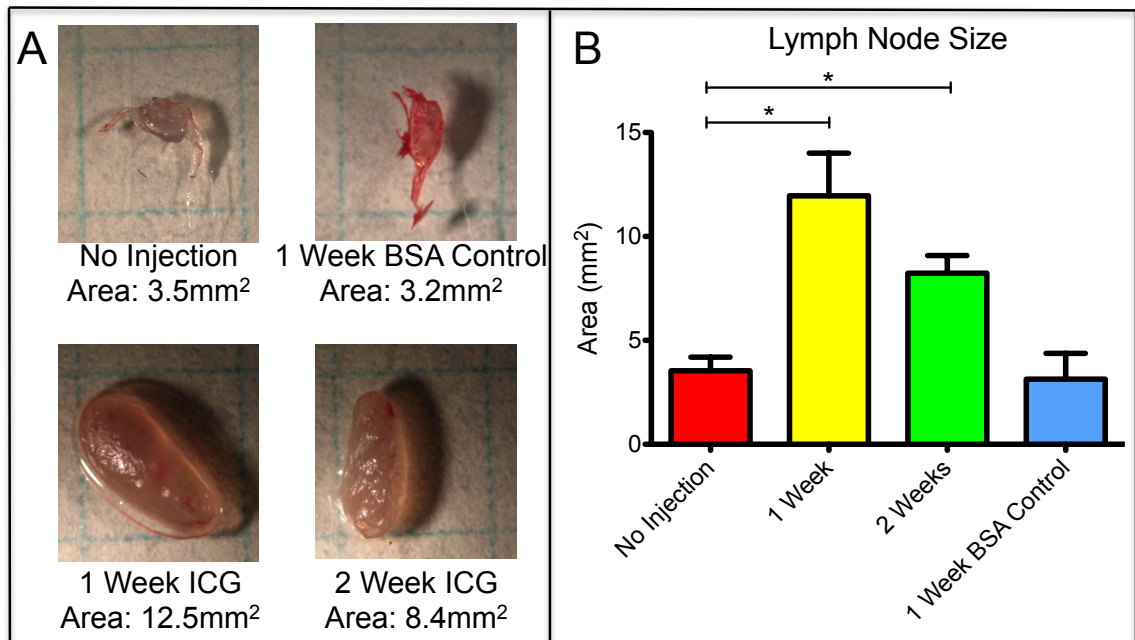 A
No Injection
Area: 3.5mm²
1 Week BSA Control
Area: 3.2mm²
1 Week ICG
Area: 12.5mm²
2 Week ICG
Area: 8.4mm²
B
Lymph Node Size
*
*
Area (mm²)
15
10
5
0
No Injection
1 Week
2 Weeks
1 Week BSA Control